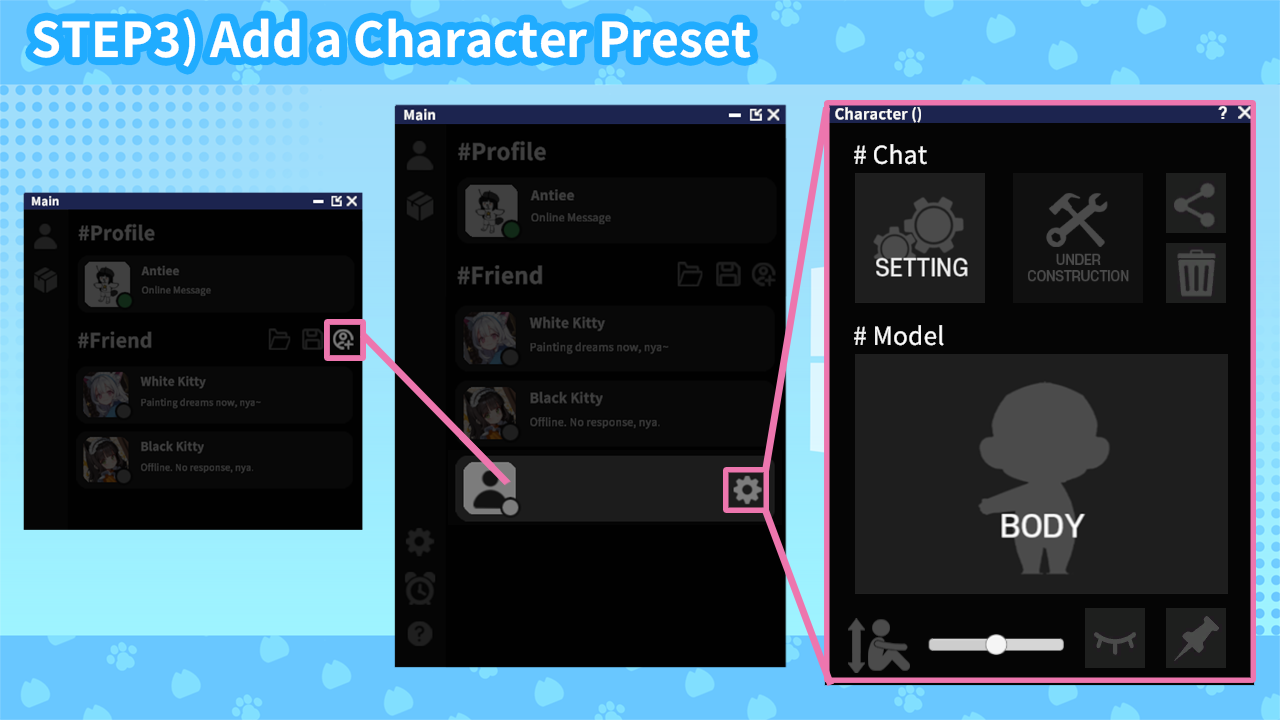 STEP3) Add a Character Preset
Main
#Profile
Antiee
Online Message
#Friend
White Kitty
Painting dreams now, nya~
Black Kitty
Offline. No response, nya.
Main
#Profile
Antiee
Online Message
#Friend
White Kitty
Painting dreams now, nya~
Black Kitty
Offline. No response, nya.
Character ()
?
# Chat
SETTING
UNDER
CONSTRUCTION
# Model
BODY